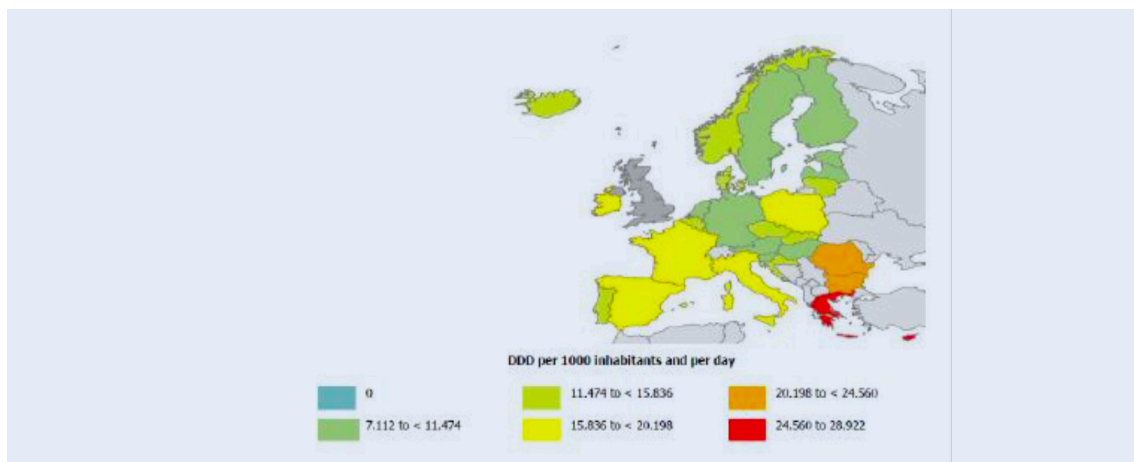 DDD per 1000 inhabitants and per day
0
11.474 to < 15.836
20.198 to < 24.560
7.112 to < 11.474
15.836 to < 20.198
24.560 to 28.922